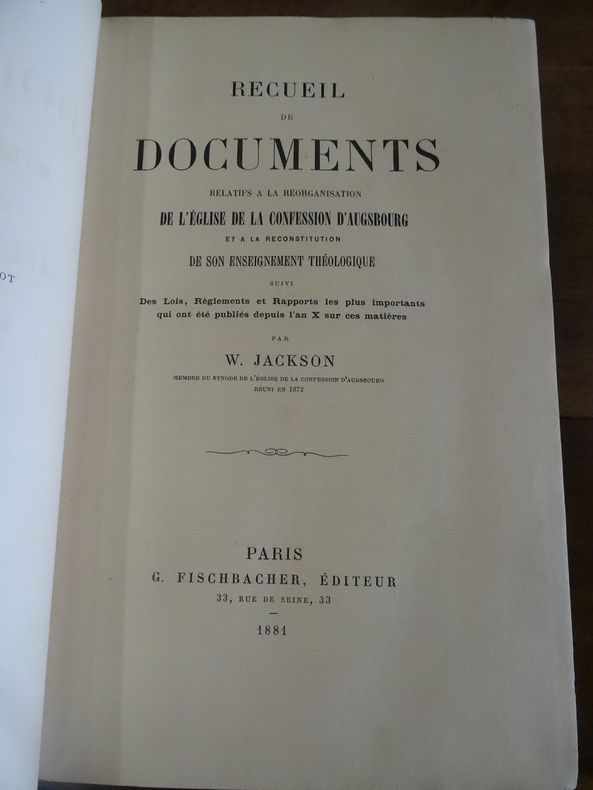 OT
RECUEIL
DE
DOCUMENTS
RELATIFS A LA RÉORGANISATION
DE L'ÉGLISE DE LA CONFESSION D'AUGSBOURG
ET A LA RECONSTITUTION
DE SON ENSEIGNEMENT THÉOLOGIQUE
SUIVI
Des Lois, Règlements et Rapports les plus importants
qui ont été publiés depuis l'an X sur ces matières
PAR
W. JACKSON
MEMBRE DU SYNODE DE L'ÉGLISE DE LA CONFESSION D'AUGSBOURG
RÉUNI EN 1872
PARIS
G. FISCHBACHER, ÉDITEUR
33, RUE DE SEINE, 33
1881